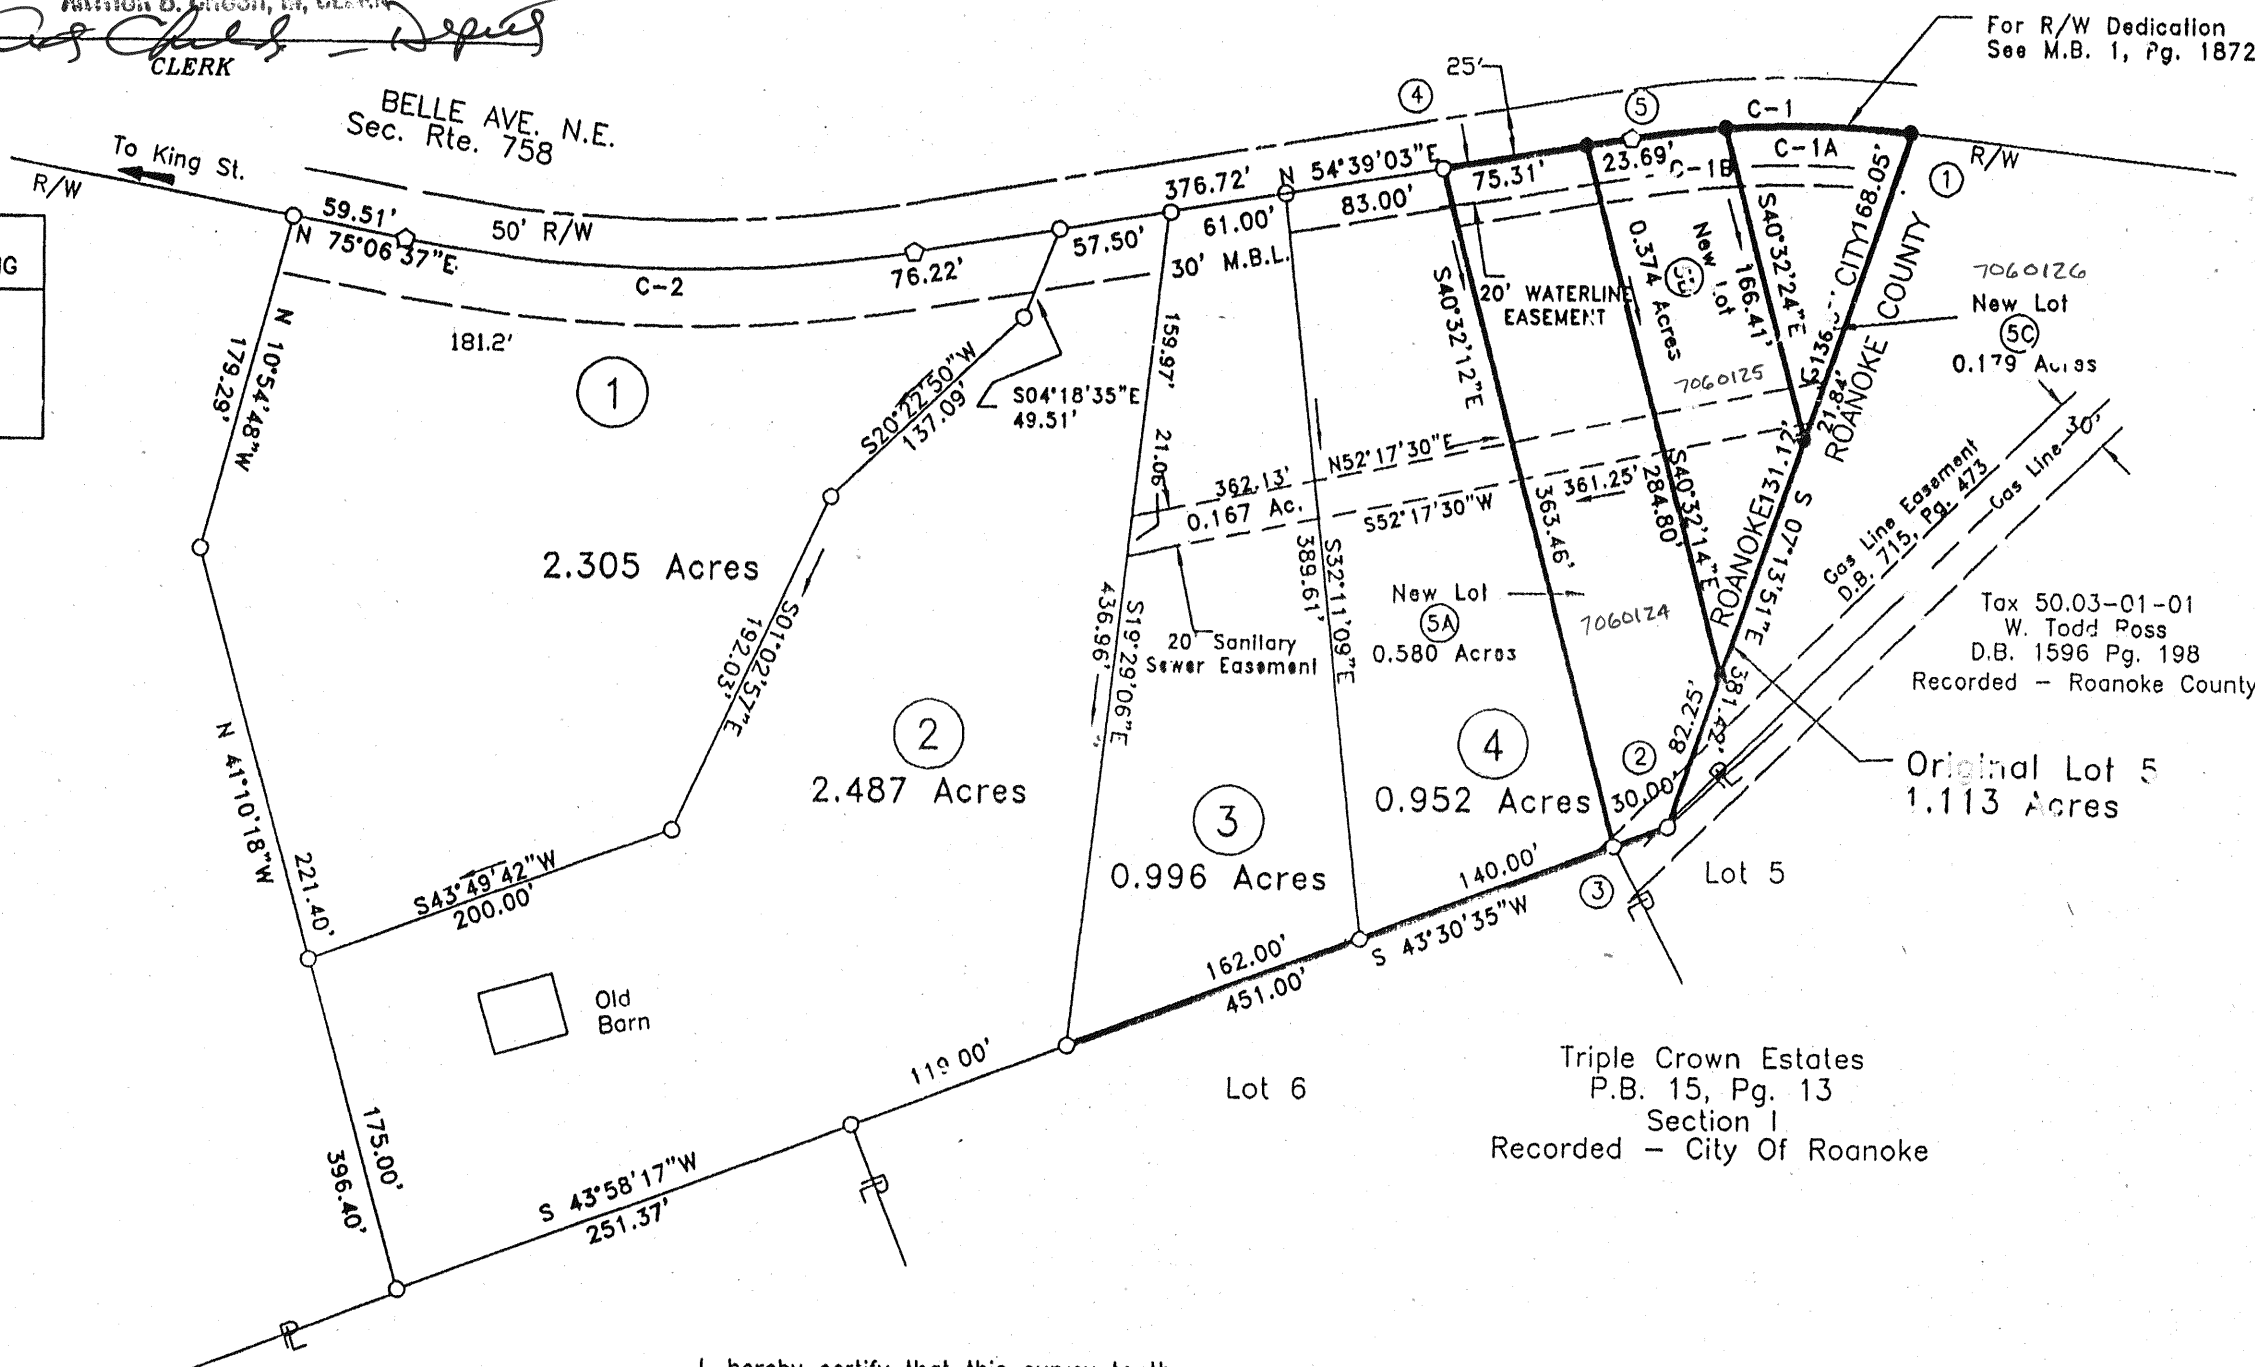 CLERK
For R/W Dedication
See M.B. 1, Pg. 1872
BELLE AVE. N.E.
Sec. Rte. 758
To King St.
R/W
59.51'
N 75°06'37"E
50' R/W
C-2
76.22'
57.50'
376.72'
61.00'
30' M.B.L.
N 54°39'03"E
83.00'
25'
4
5
75.31'
23.69'
C-1
C-1A
C-1B
R/W
1
168.05'
181.2'
N 10°54'48"W
179.29'
1
2.305 Acres
S20°22'50"W
137.09'
S04°18'35"E
49.51'
S01°02'57"E
192.03'
N 41°10'18"W
221.40'
S43°49'42"W
200.00'
Old
Barn
175.00'
396.40'
S 43°58'17"W
251.37'
2
2.487 Acres
159.97'
21.06'
S19°29'06"E
436.96'
362.13'
N52°17'30"E
0.167 Ac.
S52°17'30"W
361.25'
20' Sanitary
Sewer Easement
S32°11'09"E
389.61'
3
0.996 Acres
4
0.952 Acres
20' WATERLINE
EASEMENT
S40°32'12"E
363.46'
New Lot
5A
0.580 Acres
7060124
New Lot
0.374 Acres
7060125
S40°32'14"E
284.80'
S40°32'24"E
166.41'
7060126
New Lot
5C
0.179 Acres
ROANOKE CITY
ROANOKE COUNTY
21.84'
131.12'
S 07°13'51"E
381.42'
82.25'
2
30.00'
3
140.00'
S 43°30'35"W
162.00'
451.00'
119.00'
Gas Line Easement
D.B. 715, Pg. 473
Gas Line
30'
Tax 50.03-01-01
W. Todd Ross
D.B. 1596 Pg. 198
Recorded - Roanoke County
Original Lot 5
1.113 Acres
Lot 5
Lot 6
Triple Crown Estates
P.B. 15, Pg. 13
Section I
Recorded - City Of Roanoke